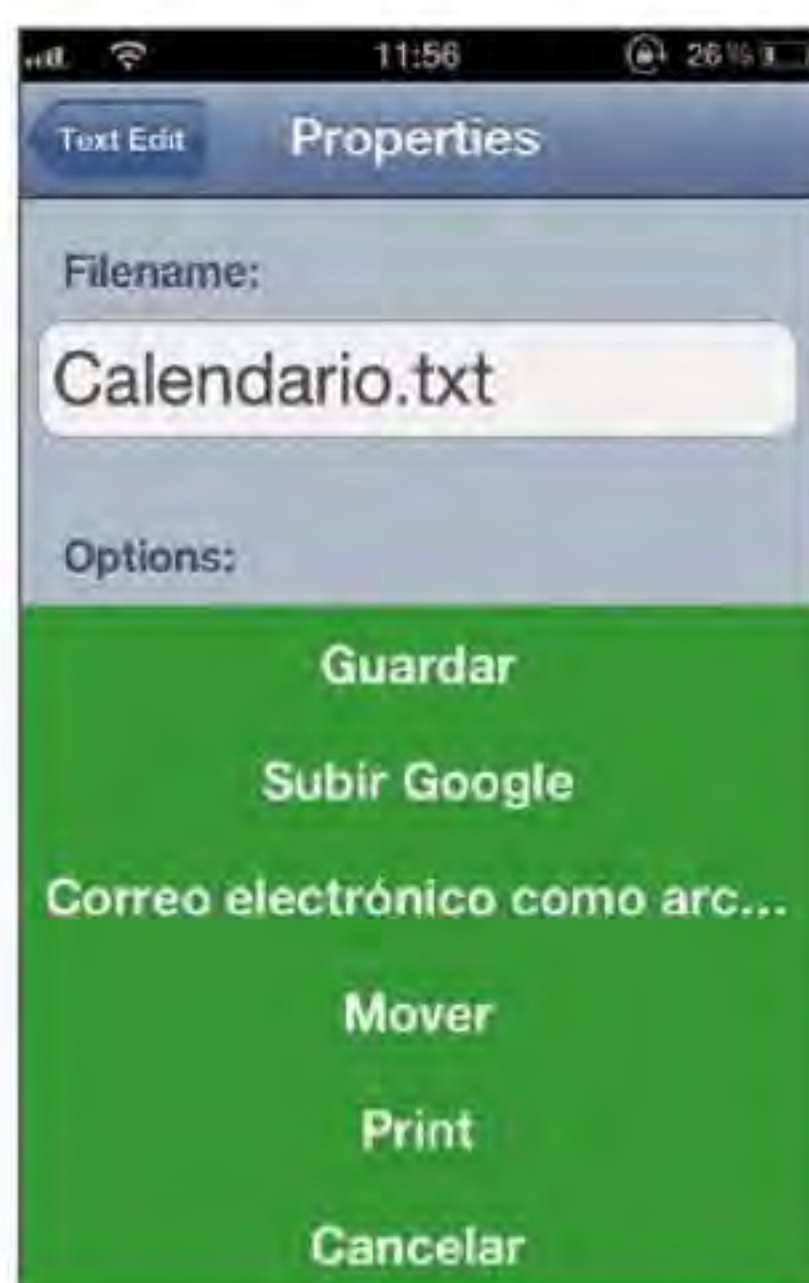 11:56 26 %
Text Edit Properties
Filename:
Calendario.txt
Options:
Guardar
Subir Google
Correo electrónico como arc...
Mover
Print
Cancelar